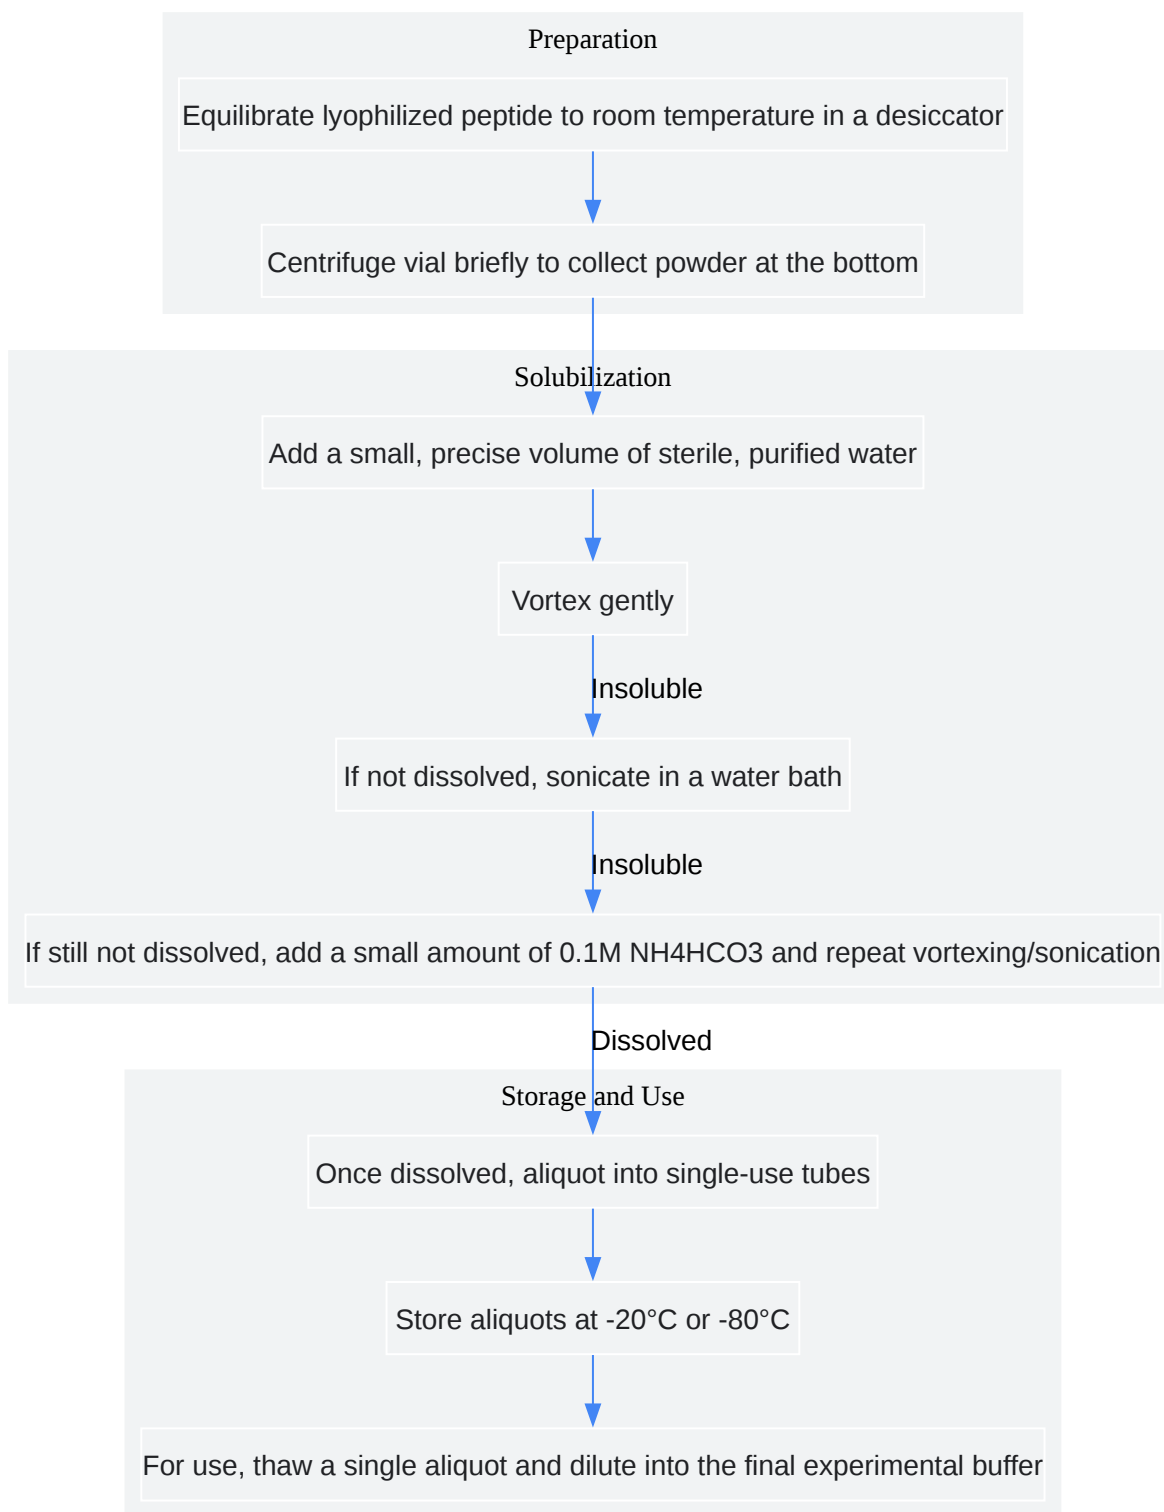 Preparation
Equilibrate lyophilized peptide to room temperature in a desiccator
Centrifuge vial briefly to collect powder at the bottom
Solubilization
Add a small, precise volume of sterile, purified water
Vortex gently
Insoluble
If not dissolved, sonicate in a water bath
Insoluble
If still not dissolved, add a small amount of 0.1M NH4HCO3 and repeat vortexing/sonication
Dissolved
Storage and Use
Once dissolved, aliquot into single-use tubes
Store aliquots at -20°C or -80°C
For use, thaw a single aliquot and dilute into the final experimental buffer